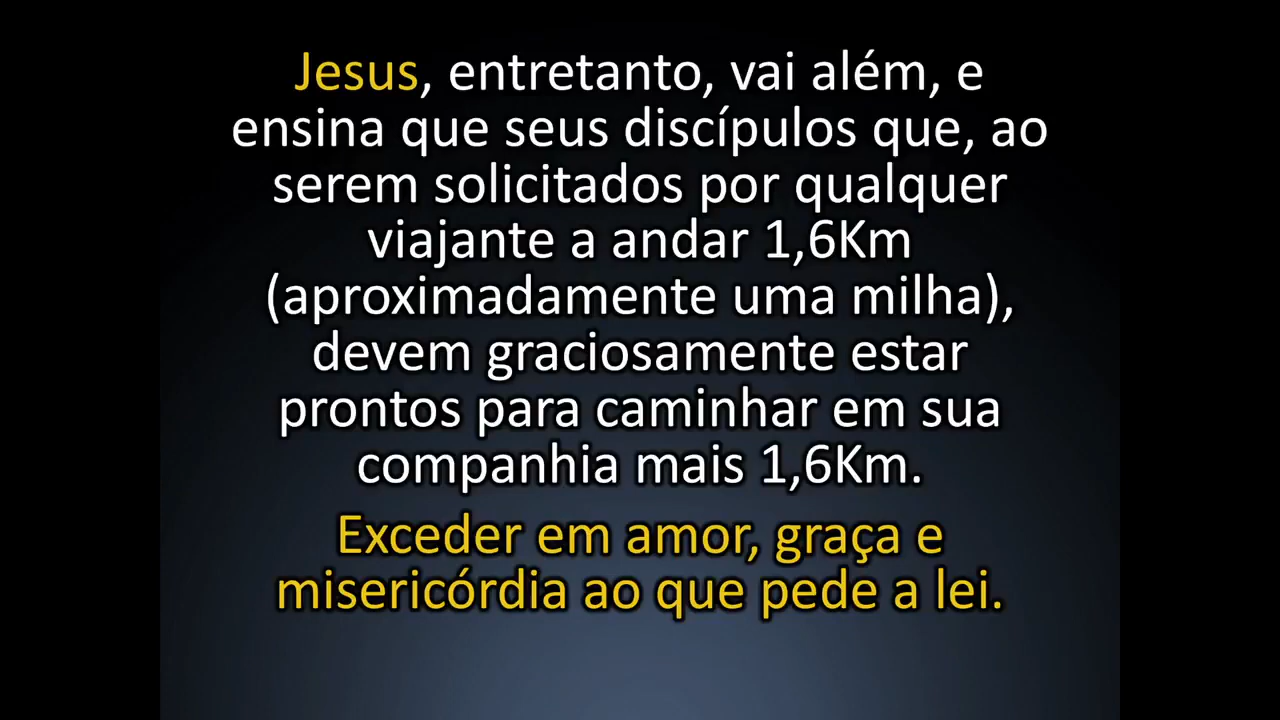 Jesus, entretanto, vai além, e
ensina que seus discípulos que, ao
serem solicitados por qualquer
viajante a andar 1,6Km
(aproximadamente uma milha),
devem graciosamente estar
prontos para caminhar em sua
companhia mais 1,6Km.
Exceder em amor, graça e
misericórdia ao que pede a lei.